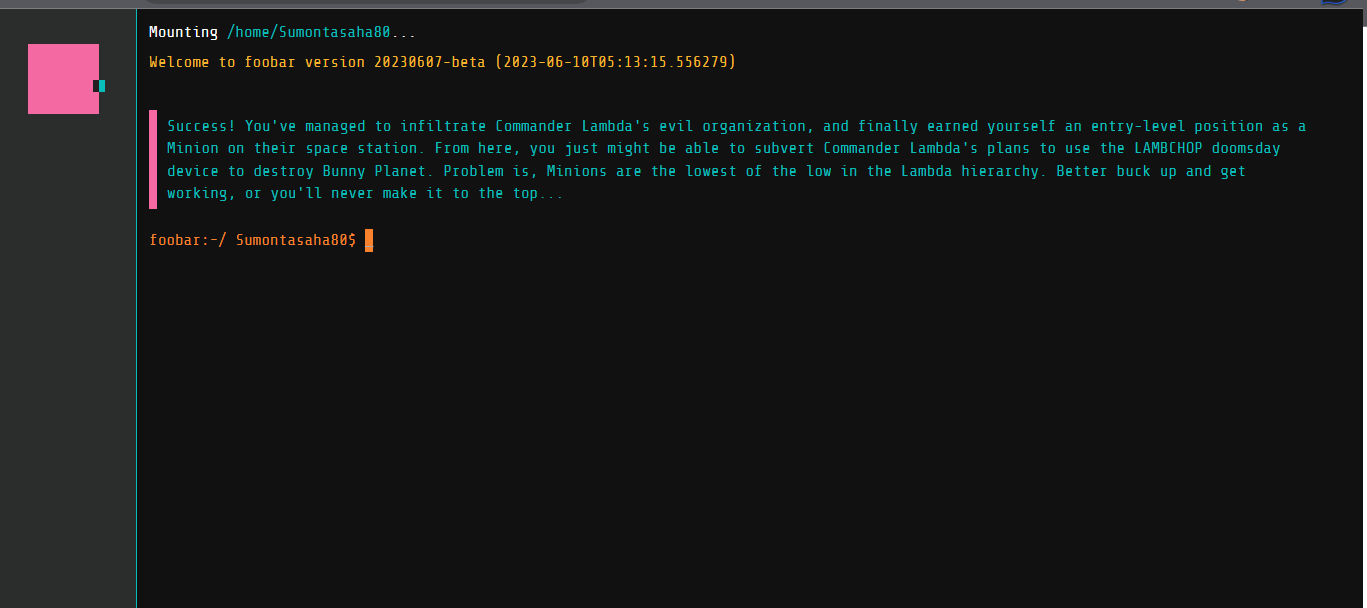 Mounting /home/Sumontasaha80...
Welcome to foobar version 20230607-beta (2023-06-10T05:13:15.556279)
Success! You've managed to infiltrate Commander Lambda's evil organization, and finally earned yourself an entry-level position as a
Minion on their space station. From here, you just might be able to subvert Commander Lambda's plans to use the LAMBCHOP doomsday
device to destroy Bunny Planet. Problem is, Minions are the lowest of the low in the Lambda hierarchy. Better buck up and get
working, or you'll never make it to the top...
foobar:~/ Sumontasaha80$